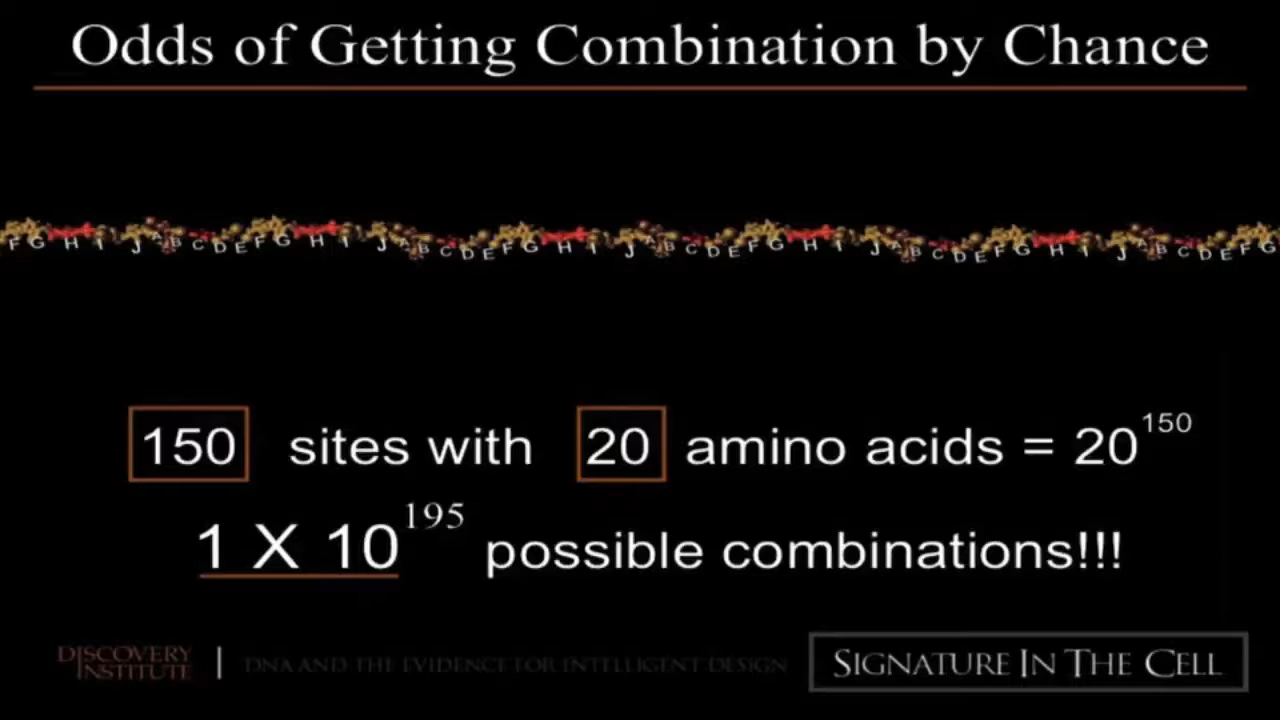 Odds of Getting Combination by Chance
F G H I J A B C D E F G H I J A B C D E F G H I J A B C D E F G H I J A B C D E F G H I J A B C D E F G
150 sites with 20 amino acids = 20¹⁵⁰
1 X 10¹⁹⁵ possible combinations!!!
DISCOVERY
INSTITUTE
DNA AND THE EVIDENCE FOR INTELLIGENT DESIGN
SIGNATURE IN THE CELL